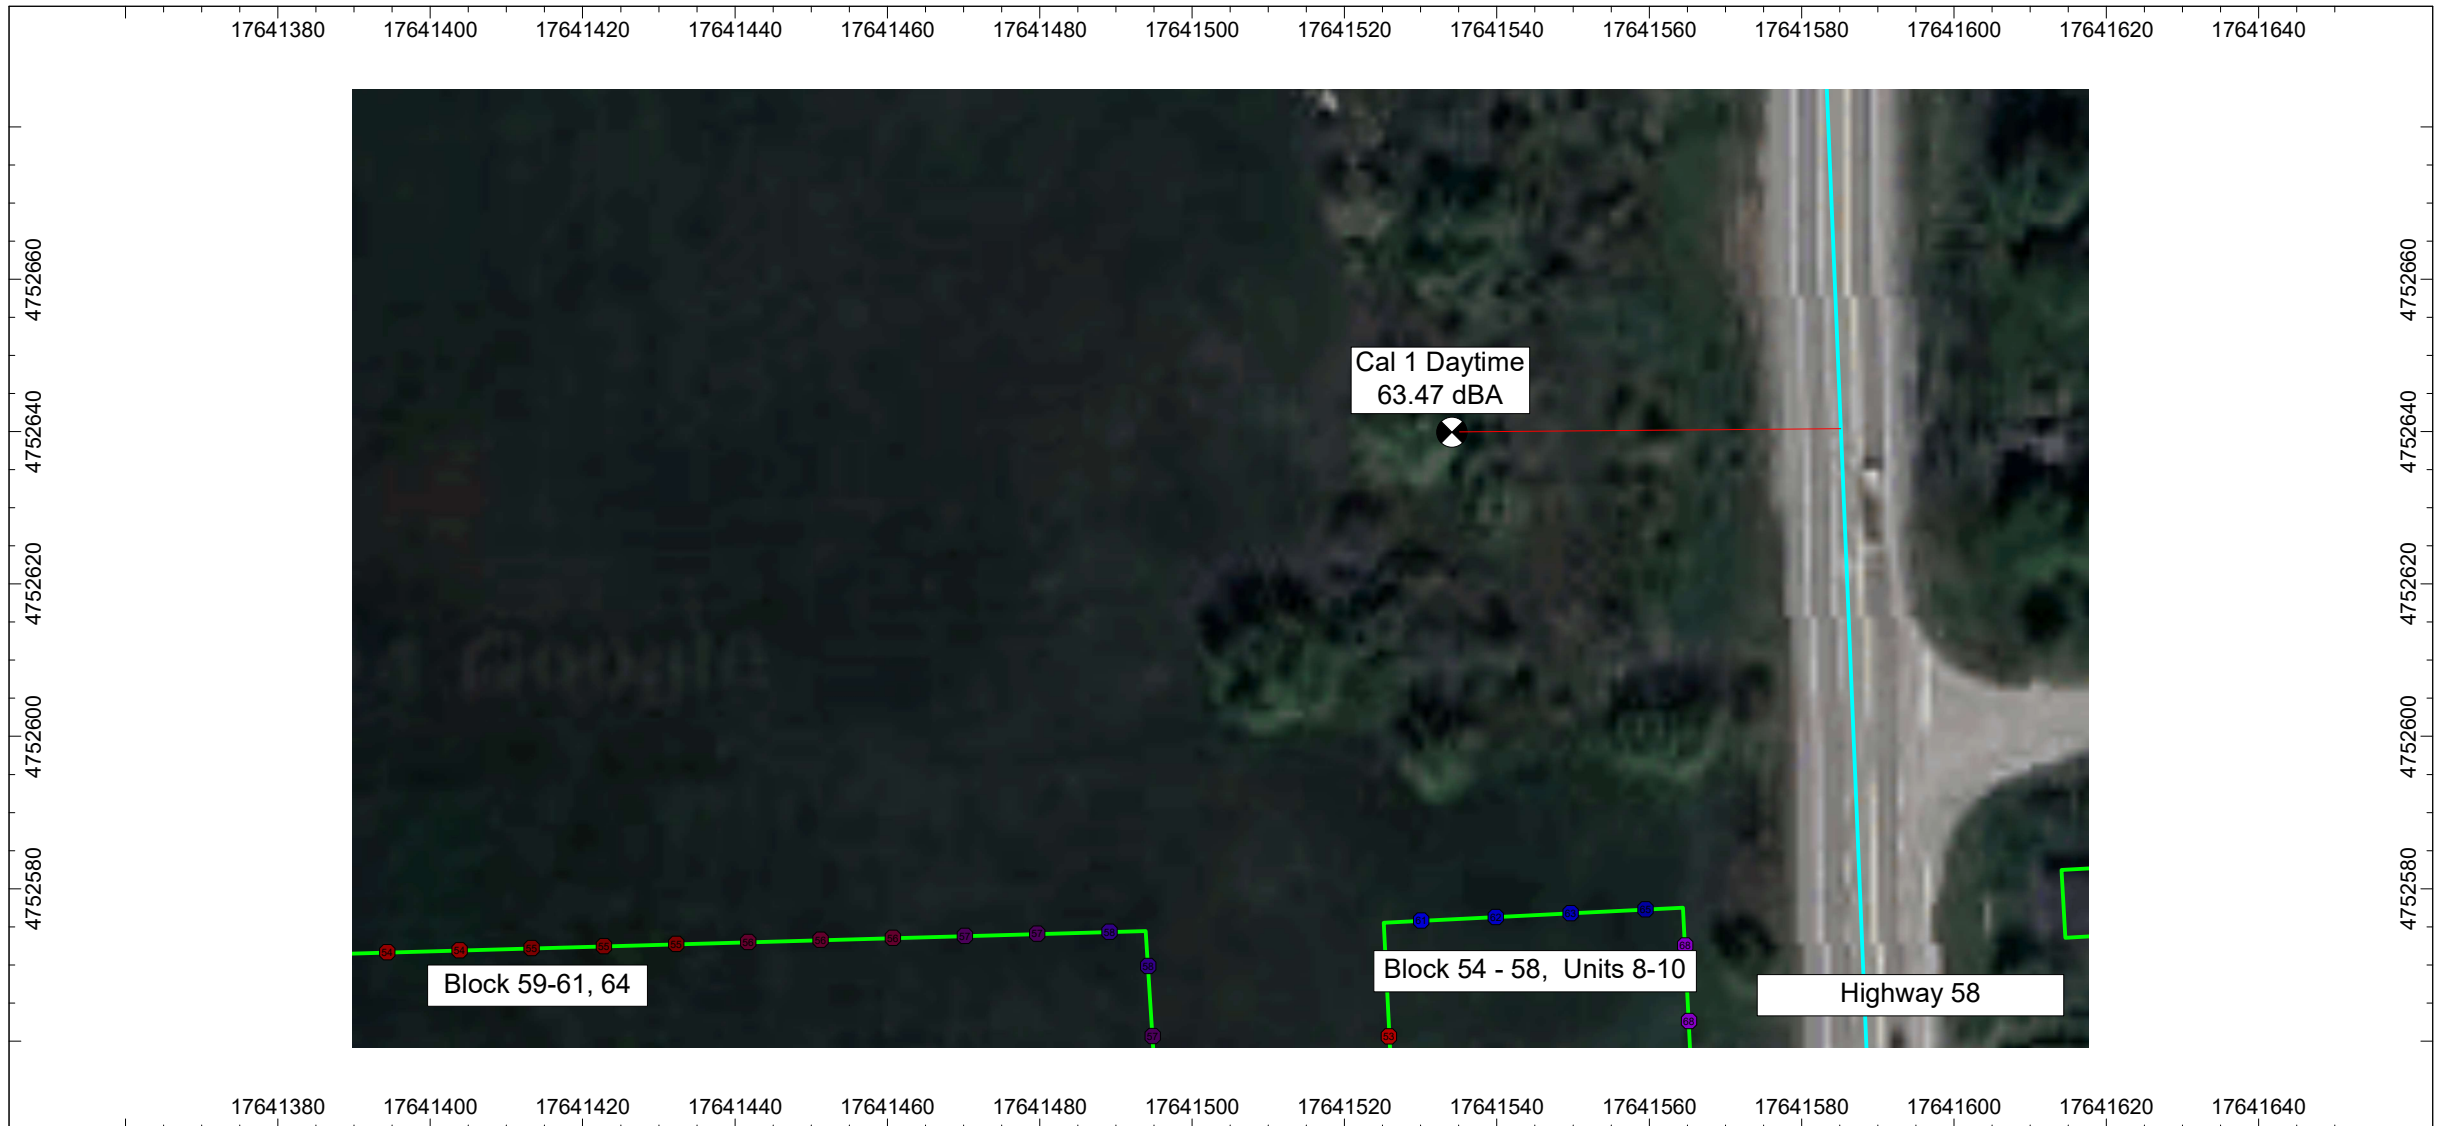 17641380 17641400 17641420 17641440 17641460 17641480 17641500 17641520 17641540 17641560 17641580 17641600 17641620 17641640
4752660 4752660
Cal 1 Daytime
63.47 dBA
4752640 4752640
4752620 4752620
Google
4752600 4752600
4752580 4752580
Block 59-61, 64
Block 54 - 58, Units 8-10
Highway 58
17641380 17641400 17641420 17641440 17641460 17641480 17641500 17641520 17641540 17641560 17641580 17641600 17641620 17641640